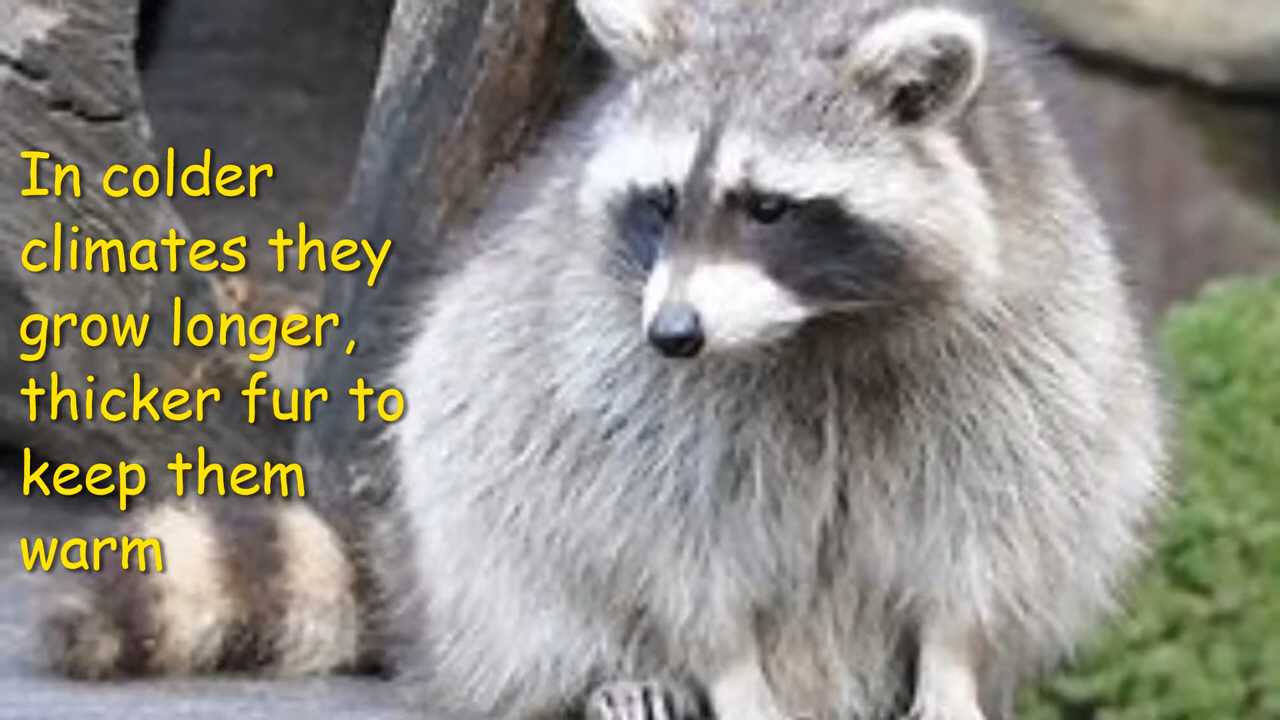 In colder
climates they
grow longer,
thicker fur to
keep them
warm